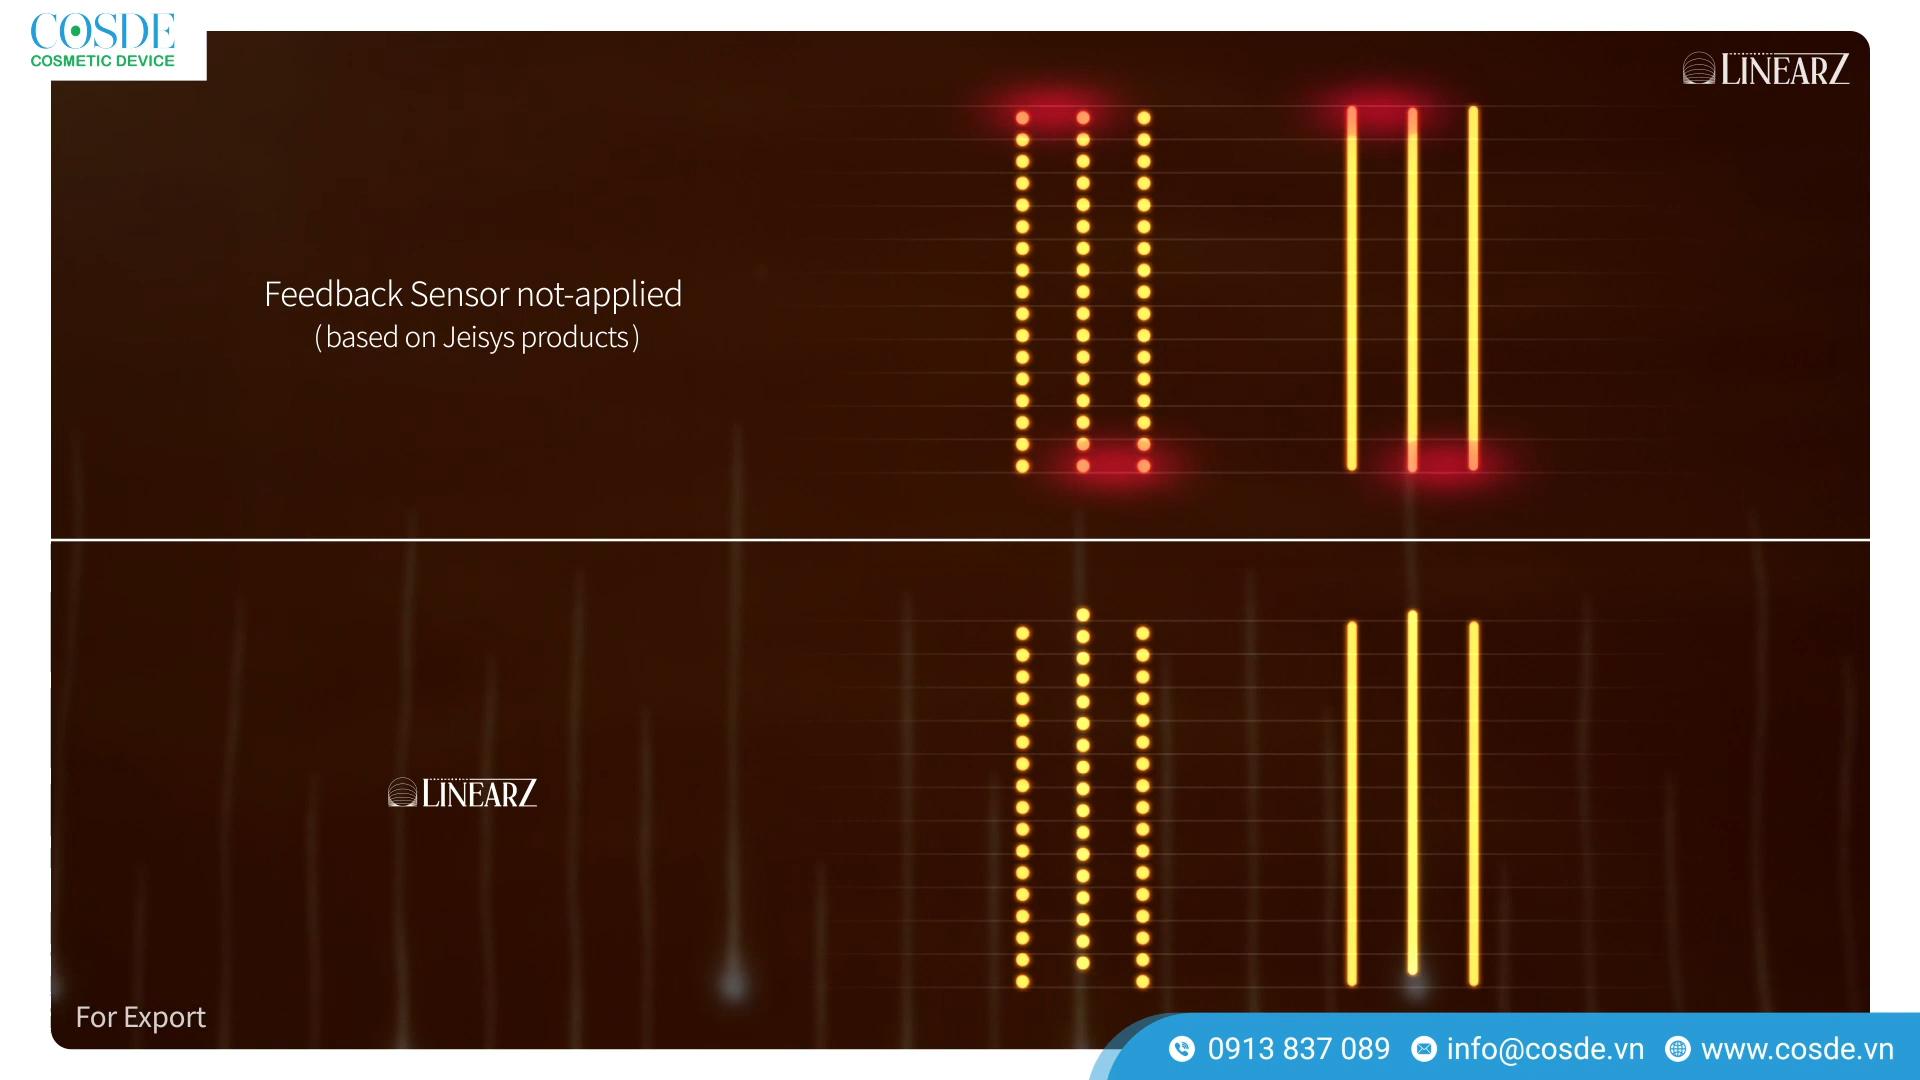 COSDE
COSMETIC DEVICE
LINEARZ
Feedback Sensor not-applied
(based on Jeisys products)
LINEARZ
For Export
0913 837 089 info@cosde.vn www.cosde.vn